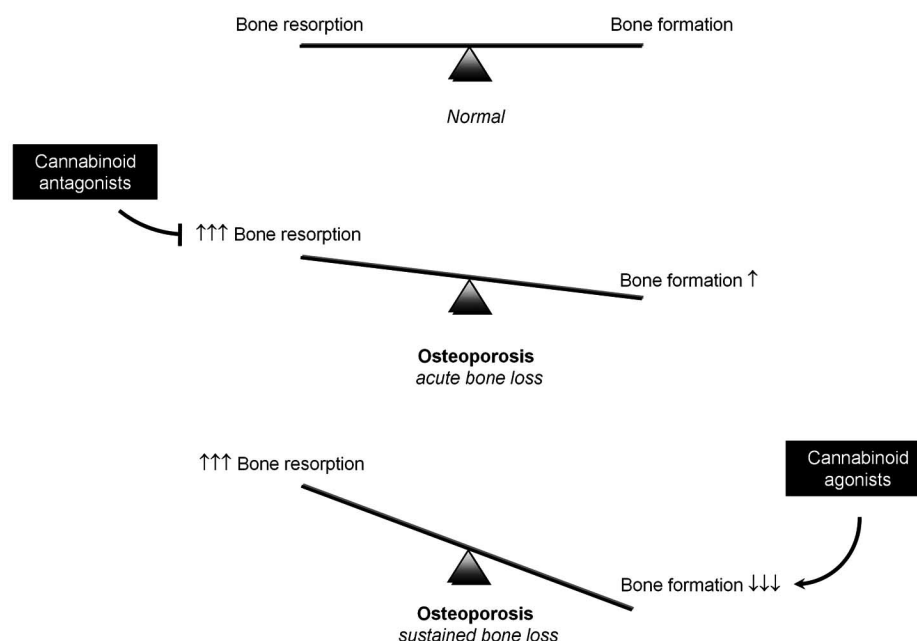 Bone resorption
Bone formation
Normal
Cannabinoid
antagonists
↑↑↑ Bone resorption
Bone formation ↑
Osteoporosis
acute bone loss
↑↑↑ Bone resorption
Cannabinoid
agonists
Bone formation ↓↓↓
Osteoporosis
sustained bone loss